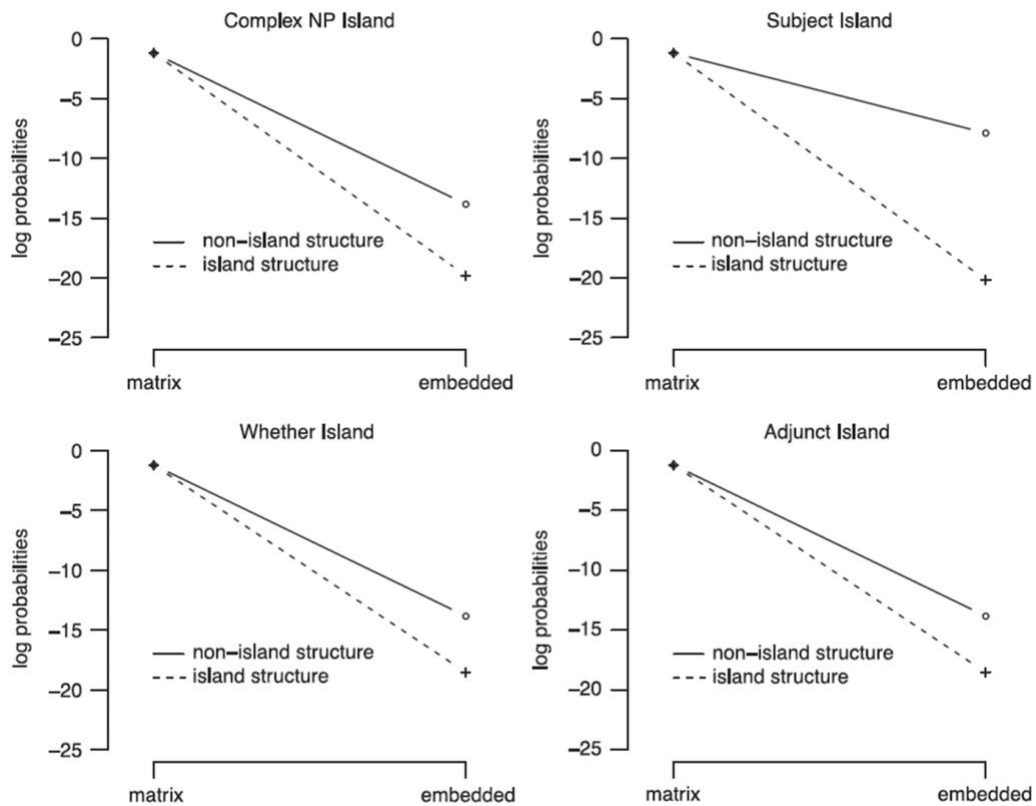 Complex NP Island
log probabilities
0
−5
−10
−15
−20
−25
non−island structure
island structure
matrix embedded
Subject Island
log probabilities
0
−5
−10
−15
−20
−25
non−island structure
island structure
matrix embedded
Whether Island
log probabilities
0
−5
−10
−15
−20
−25
non−island structure
island structure
matrix embedded
Adjunct Island
log probabilities
0
−5
−10
−15
−20
−25
non−island structure
island structure
matrix embedded